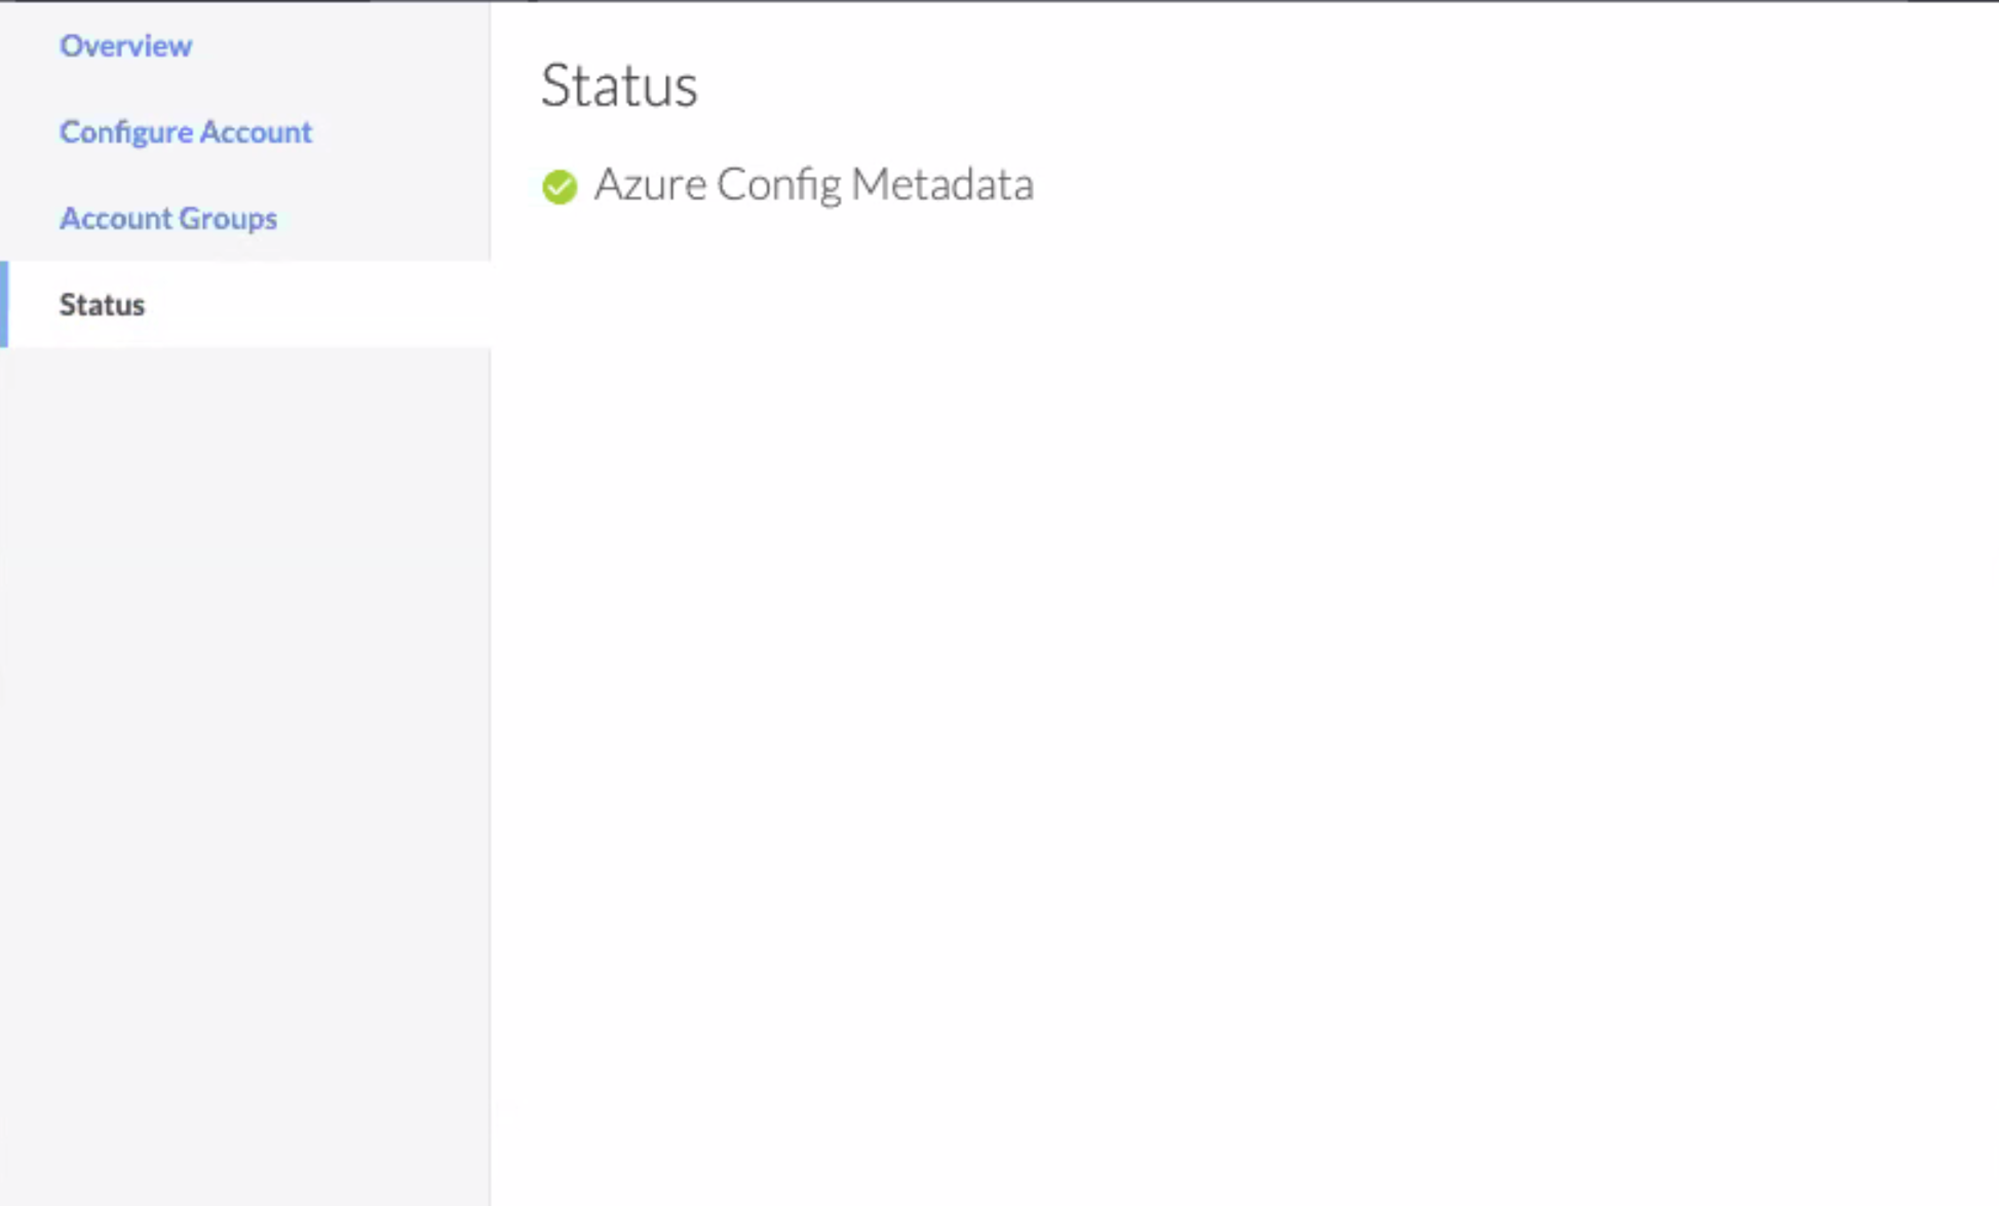 Overview
Configure Account
Account Groups
Status
Status
Azure Config Metadata